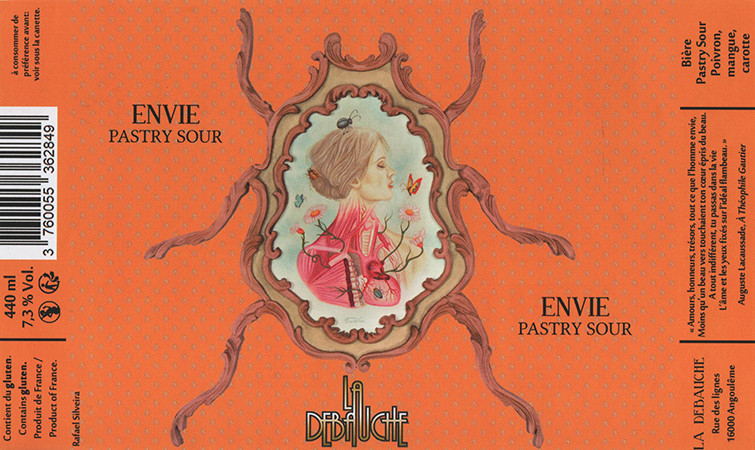 à consommer de
préférence avant:
voir sous la canette.
3 760055 362849
440 ml
7,3 % Vol.
Contient du gluten.
Contains gluten.
Produit de France /
Product of France.
Rafael Silveira
ENVIE
PASTRY SOUR
LA
DEBAUCHE
ENVIE
PASTRY SOUR
Bière
Pastry Sour
Poivron,
mangue,
carotte
« Amours, honneurs, trésors, tout ce que l'homme envie,
Moins qu'un beau vers touchaient ton cœur épris du beau.
A tout indifférent, tu passas dans la vie
L'âme et les yeux fixés sur l'idéal flambeau. »
Auguste Lacaussade, À Théophile Gautier
LA DEBAUCHE
Rue des lignes
16000 Angoulême